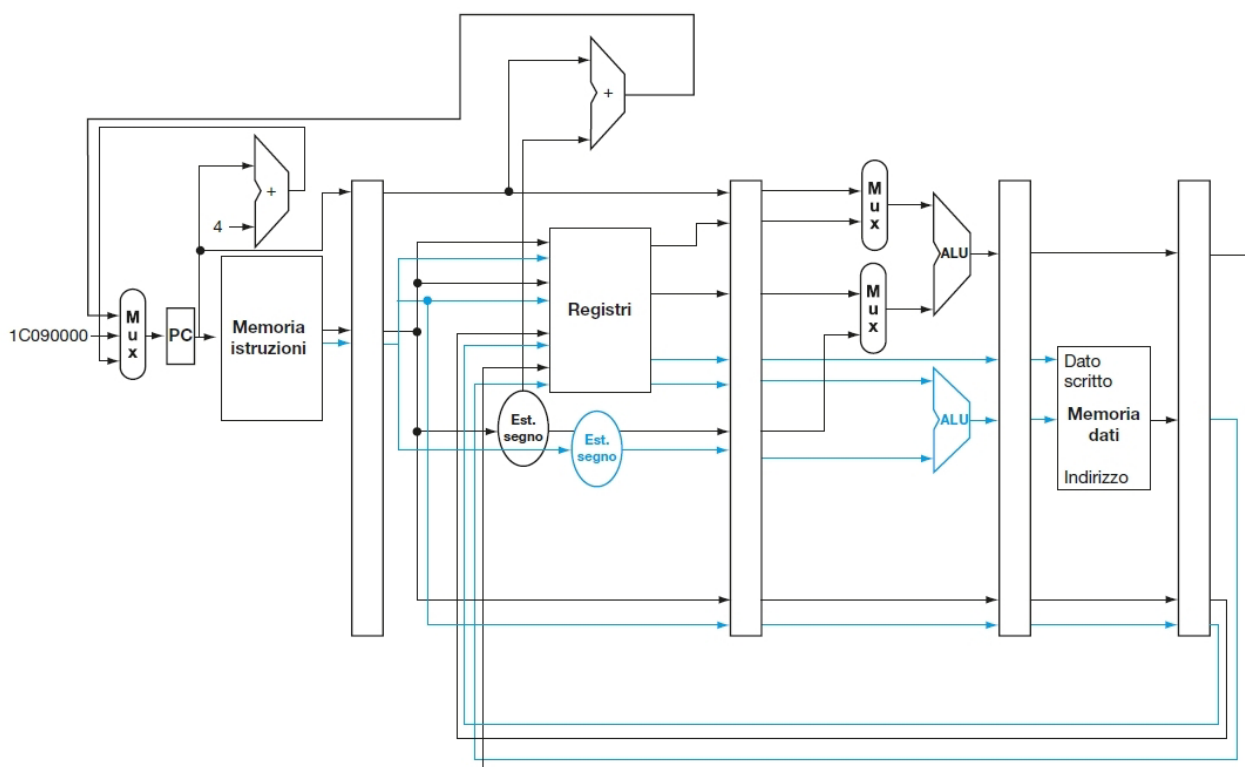 +
+
4
1C090000
M
u
x
PC
Memoria
istruzioni
Registri
Est.
segno
Est.
segno
M
u
x
M
u
x
ALU
ALU
Dato
scritto
Memoria
dati
Indirizzo